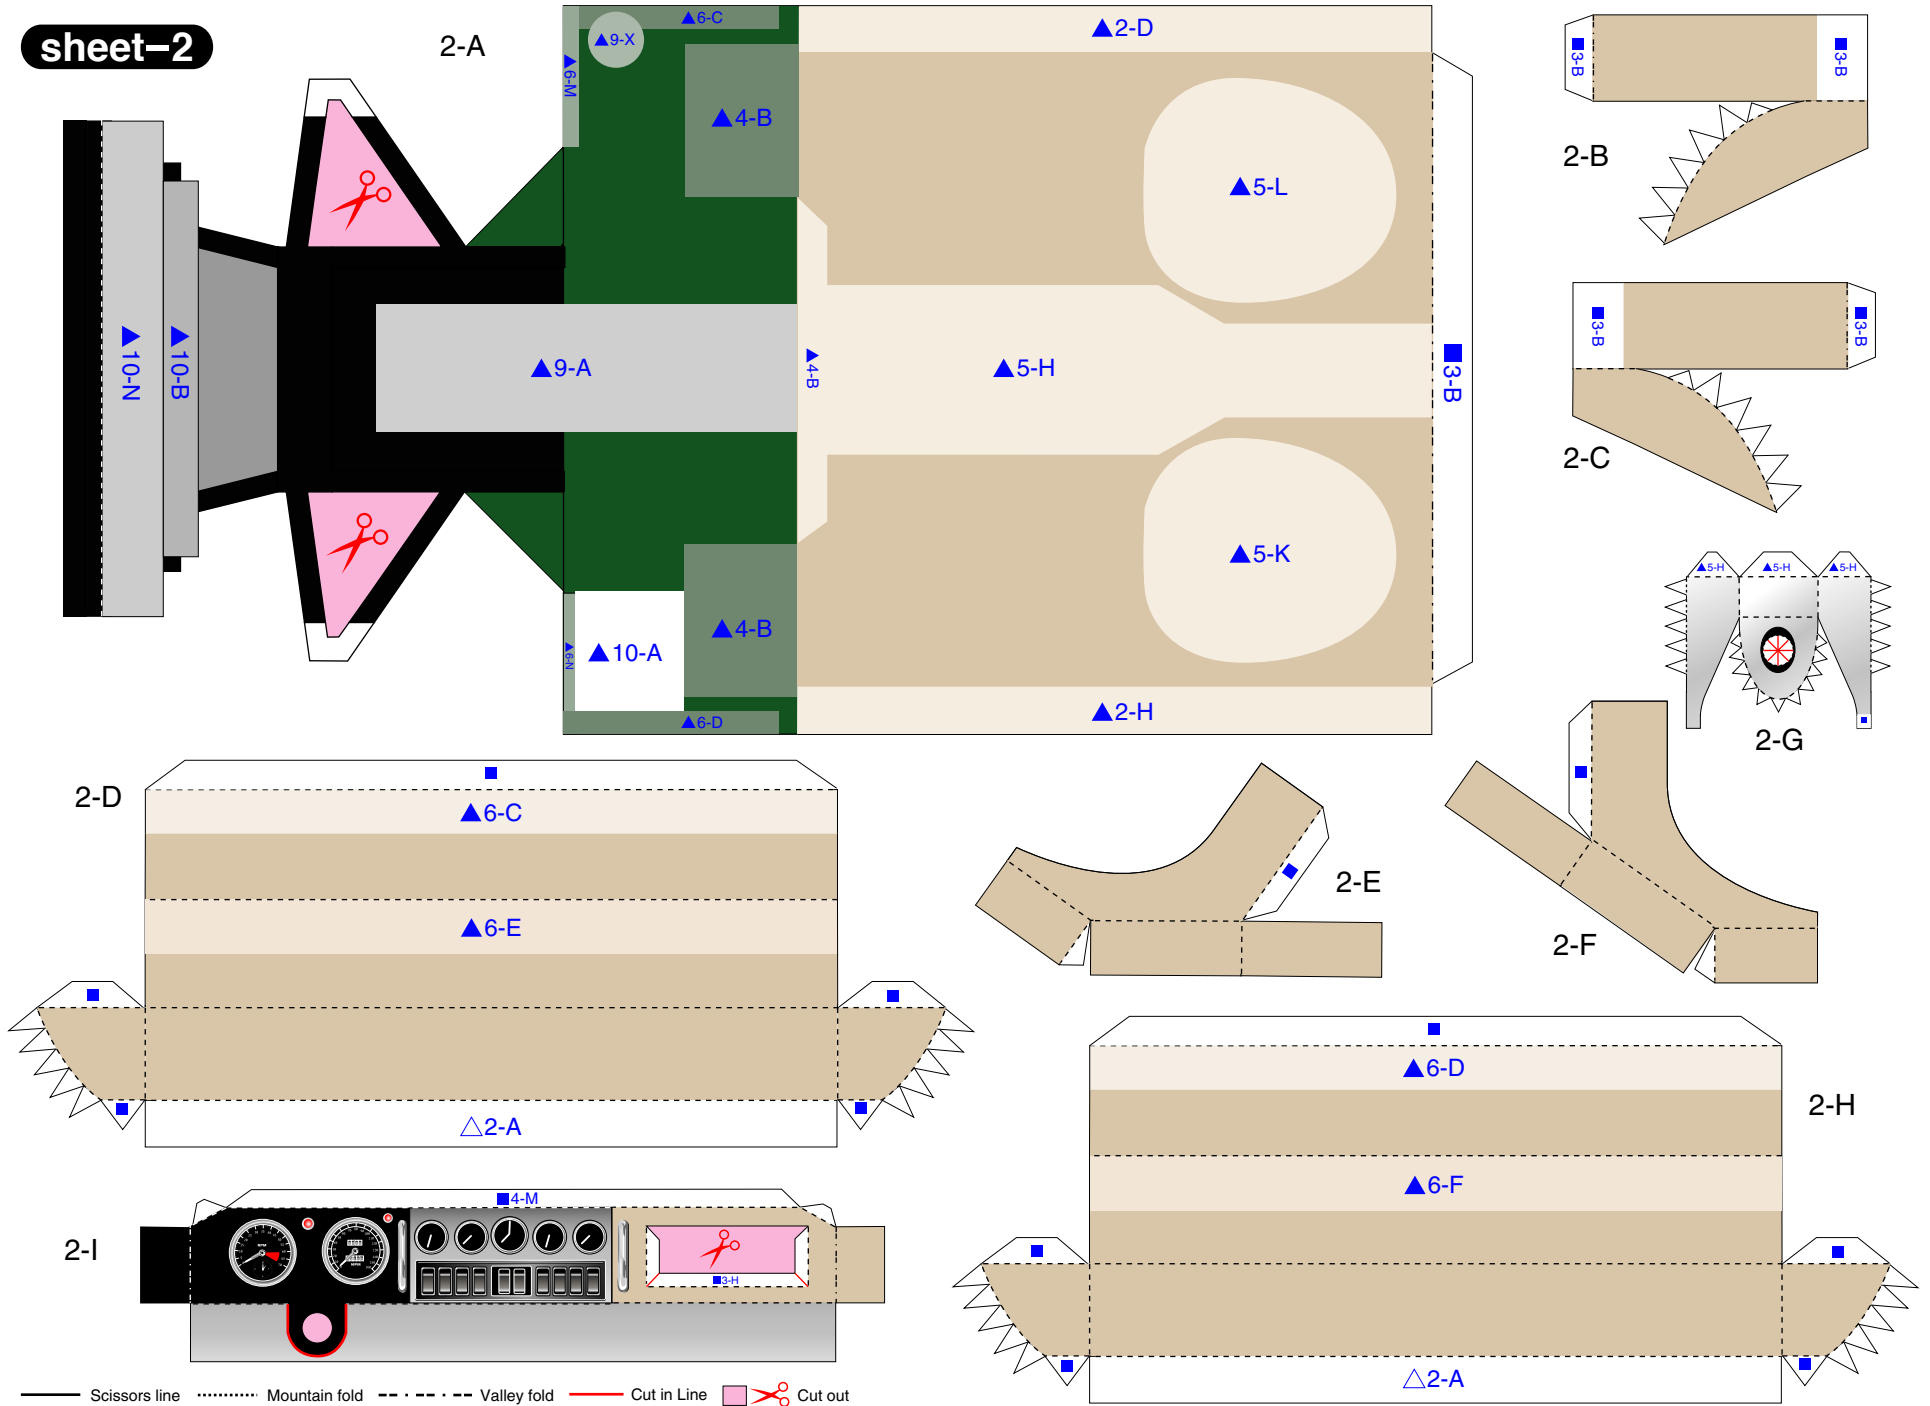 sheet-2
2-A
▲6-C
▲9-X
▲6-M
▲2-D
▲4-B
▲5-L
▲10-N
▲10-B
▲9-A
▲4-B
▲5-H
■3-B
▲5-K
▲4-B
▲10-A
▲6-N
▲6-D
▲2-H
■3-B
■3-B
2-B
■3-B
■3-B
2-C
▲5-H
▲5-H
▲5-H
2-G
2-D
▲6-C
▲6-E
△2-A
2-E
2-F
▲6-D
▲6-F
△2-A
2-H
2-I
■4-M
■3-H
Scissors line
Mountain fold
Valley fold
Cut in Line
Cut out